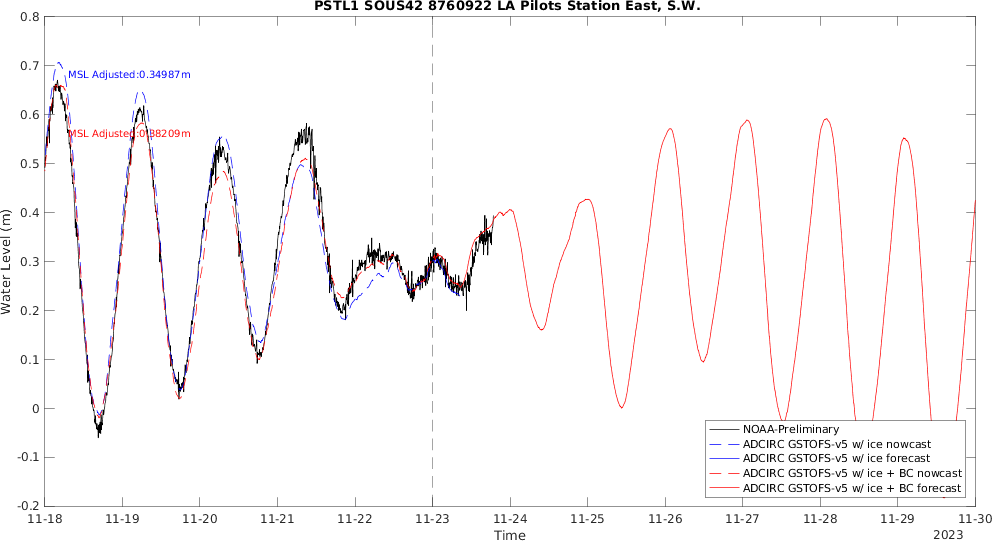 PSTL1 SOUS42 8760922 LA Pilots Station East, S.W.
0.8
0.7
0.6
0.5
0.4
0.3
0.2
0.1
0
-0.1
-0.2
Water Level (m)
MSL Adjusted:0.34987m
MSL Adjusted:0.38209m
NOAA-Preliminary
ADCIRC GSTOFS-v5 w/ ice nowcast
ADCIRC GSTOFS-v5 w/ ice forecast
ADCIRC GSTOFS-v5 w/ ice + BC nowcast
ADCIRC GSTOFS-v5 w/ ice + BC forecast
11-18 11-19 11-20 11-21 11-22 11-23 11-24 11-25 11-26 11-27 11-28 11-29 11-30
Time
2023